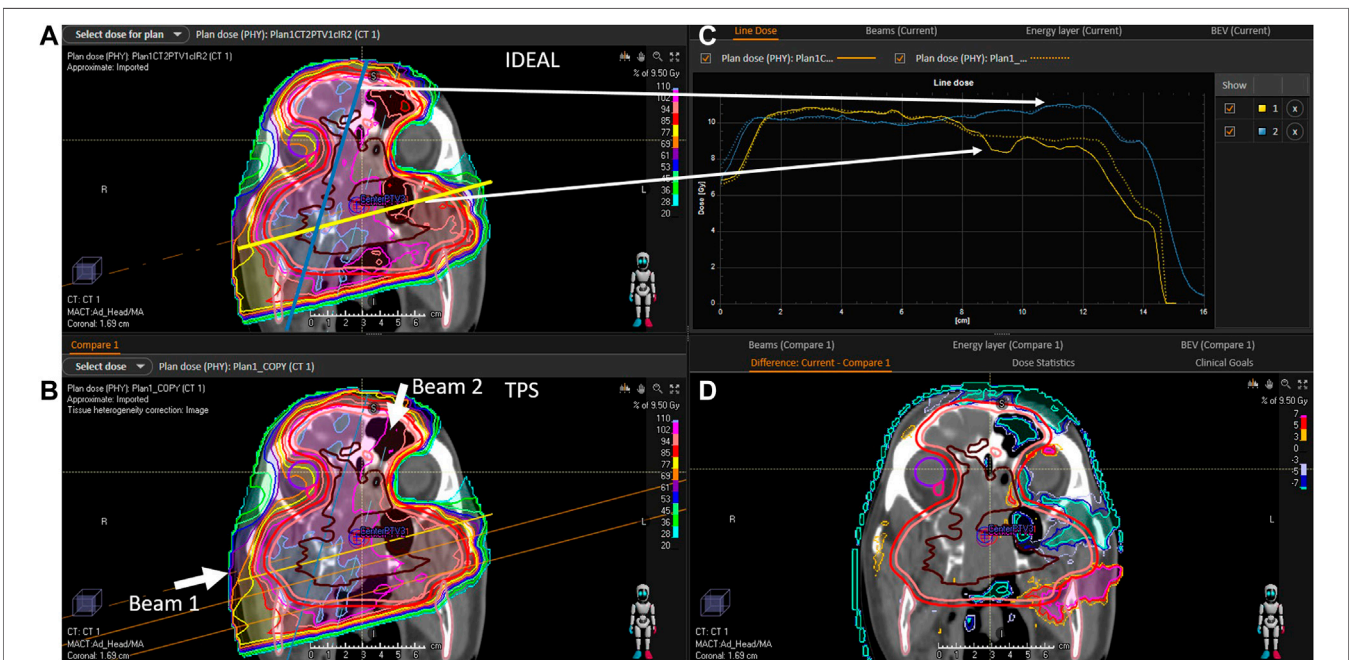 A
Select dose for plan
Plan dose (PHY): Plan1CT2PTV1cIR2 (CT 1)
Plan dose (PHY): Plan1CT2PTV1cIR2 (CT 1)
Approximate: Imported
IDEAL
% of 9.50 Gy
110
102
94
85
77
69
61
53
45
36
28
20
S
R
L
I
CT: CT 1
MACT:Ad_Head/MA
Coronal: 1.69 cm
0 1 2 3 4 5 6 cm
C
Line Dose
Beams (Current)
Energy layer (Current)
BEV (Current)
Plan dose (PHY): Plan1C...
Plan dose (PHY): Plan1_...
Line dose
Show
1 x
2 x
Dose [Gy]
10
8
6
4
2
0
0 2 4 6 8 10 12 14 16
[cm]
Compare 1
B
Select dose
Plan dose (PHY): Plan1_COPY (CT 1)
Plan dose (PHY): Plan1_COPY (CT 1)
Approximate: Imported
Tissue heterogeneity correction: Image
Beam 2
TPS
% of 9.50 Gy
110
102
94
85
77
69
61
53
45
36
28
20
S
R
L
Beam 1
I
CT: CT 1
MACT:Ad_Head/MA
Coronal: 1.69 cm
0 1 2 3 4 5 6 cm
Beams (Compare 1)
Energy layer (Compare 1)
BEV (Compare 1)
Difference: Current - Compare 1
Dose Statistics
Clinical Goals
D
% of 9.50 Gy
7
5
3
0
-3
-5
-7
S
R
L
I
CT: CT 1
MACT:Ad_Head/MA
Coronal: 1.69 cm
0 1 2 3 4 5 6 cm